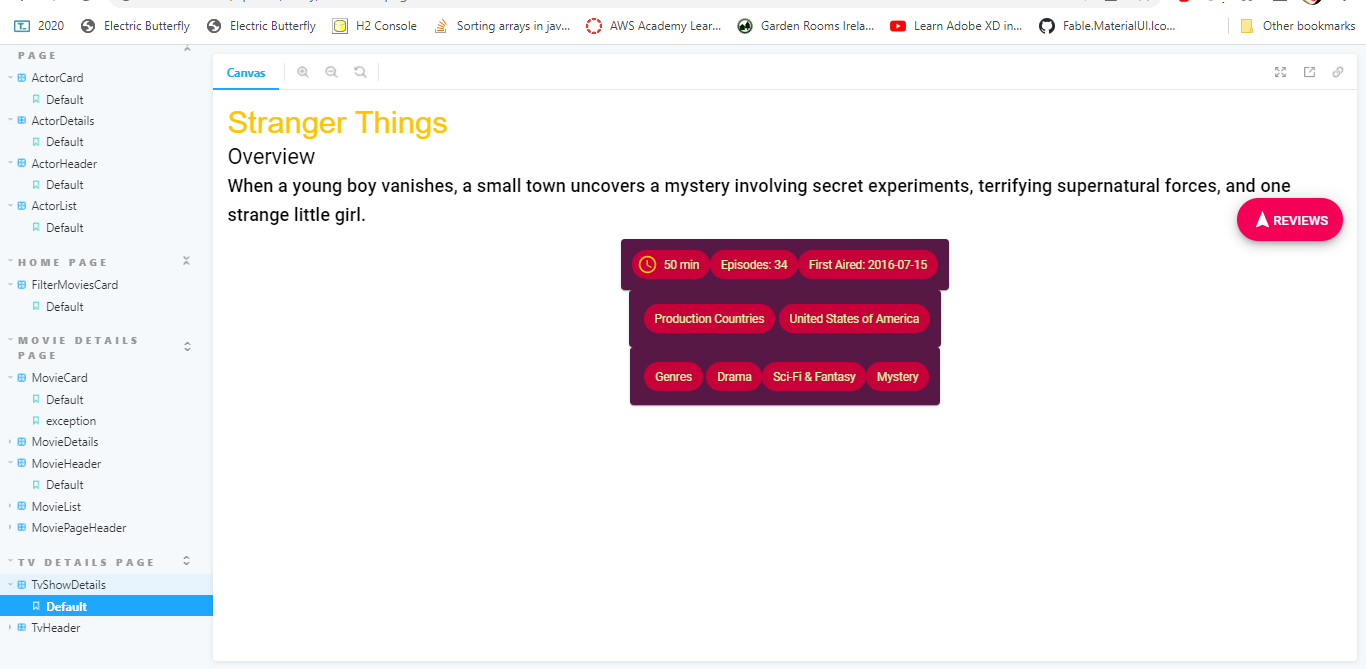 2020 Electric Butterfly Electric Butterfly H2 Console Sorting arrays in jav... AWS Academy Lear... Garden Rooms Irela... Learn Adobe XD in... Fable.MaterialUI.Ico... Other bookmarks
PAGE
ActorCard
Default
ActorDetails
Default
ActorHeader
Default
ActorList
Default
HOME PAGE
FilterMoviesCard
Default
MOVIE DETAILS
PAGE
MovieCard
Default
exception
MovieDetails
MovieHeader
Default
MovieList
MoviePageHeader
TV DETAILS PAGE
TvShowDetails
Default
TvHeader
Canvas
Stranger Things
Overview
When a young boy vanishes, a small town uncovers a mystery involving secret experiments, terrifying supernatural forces, and one
strange little girl.
REVIEWS
50 min Episodes: 34 First Aired: 2016-07-15
Production Countries United States of America
Genres Drama Sci-Fi & Fantasy Mystery